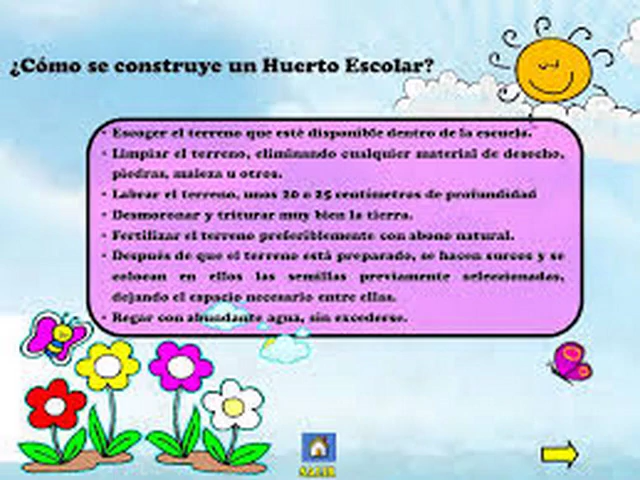 ¿Cómo se construye un Huerto Escolar?
• Escoger el terreno que esté disponible dentro de la escuela.
• Limpiar el terreno, eliminando cualquier material de desecho,
piedras, maleza u otros.
• Labrar el terreno, unos 20 o 25 centímetros de profundidad
• Desmoronar y triturar muy bien la tierra.
• Fertilizar el terreno preferiblemente con abono natural.
• Después de que el terreno está preparado, se hacen surcos y se
colocan en ellos las semillas previamente seleccionadas,
dejando el espacio necesario entre ellas.
• Regar con abundante agua, sin excederse.
SALIR